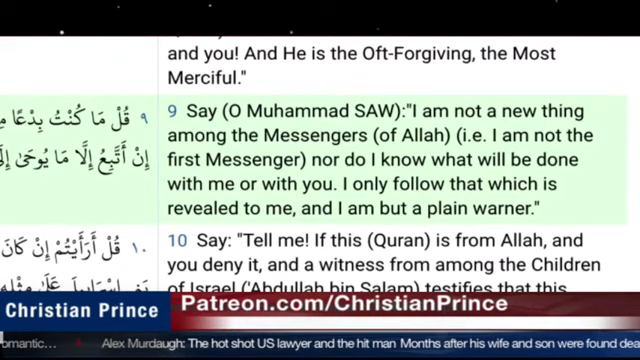 and you! And He is the Oft-Forgiving, the Most
Merciful."
٩ قُلْ مَا كُنتُ بِدْعًا
إِنْ أَتَّبِعُ إِلَّا مَا يُوحَىٰ
9 Say (O Muhammad SAW):"I am not a new thing
among the Messengers (of Allah) (i.e. I am not the
first Messenger) nor do I know what will be done
with me or with you. I only follow that which is
revealed to me, and I am but a plain warner."
١٠ قُلْ أَرَأَيْتُمْ إِن كَانَ
10 Say: "Tell me! If this (Quran) is from Allah, and
you deny it, and a witness from among the Children
of Israel ('Abdullah bin Salam) testifies that this
Christian Prince
Patreon.com/ChristianPrince
omantic... Alex Murdaugh: The hot shot US lawyer and the hit man Months after his wife and son were found dea